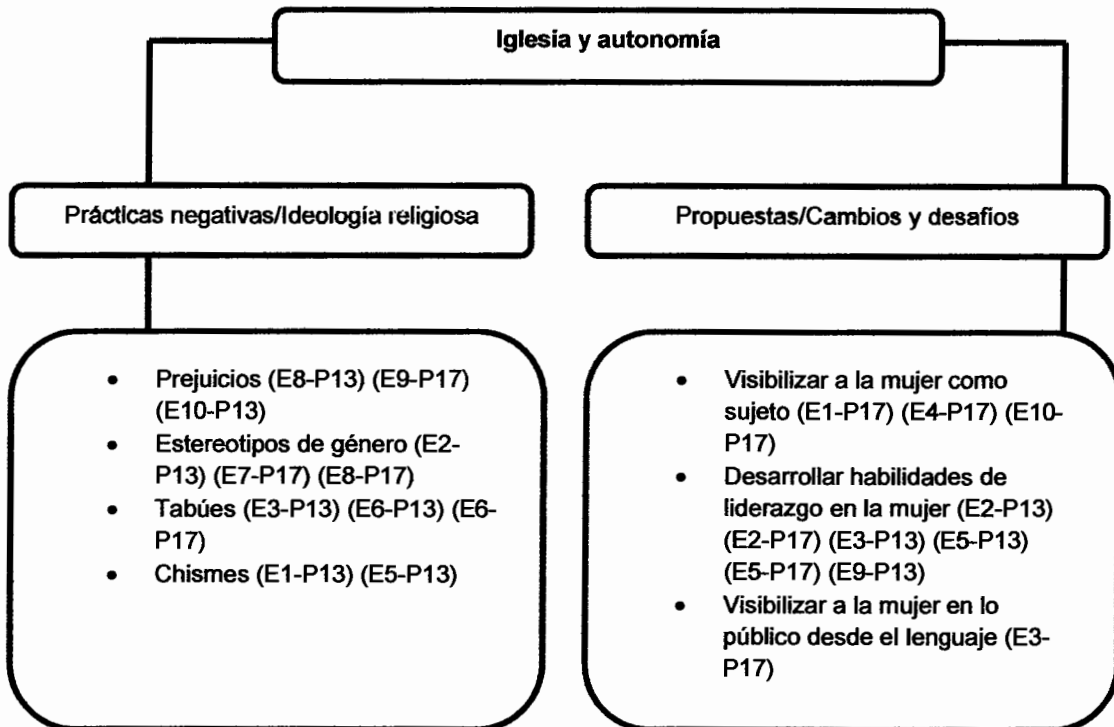 Iglesia y autonomía
Prácticas negativas/Ideología religiosa
• Prejuicios (E8-P13) (E9-P17)
(E10-P13)
• Estereotipos de género (E2-
P13) (E7-P17) (E8-P17)
• Tabúes (E3-P13) (E6-P13) (E6-
P17)
• Chismes (E1-P13) (E5-P13)
Propuestas/Cambios y desafíos
• Visibilizar a la mujer como
sujeto (E1-P17) (E4-P17) (E10-
P17)
• Desarrollar habilidades de
liderazgo en la mujer (E2-P13)
(E2-P17) (E3-P13) (E5-P13)
(E5-P17) (E9-P13)
• Visibilizar a la mujer en lo
público desde el lenguaje (E3-
P17)